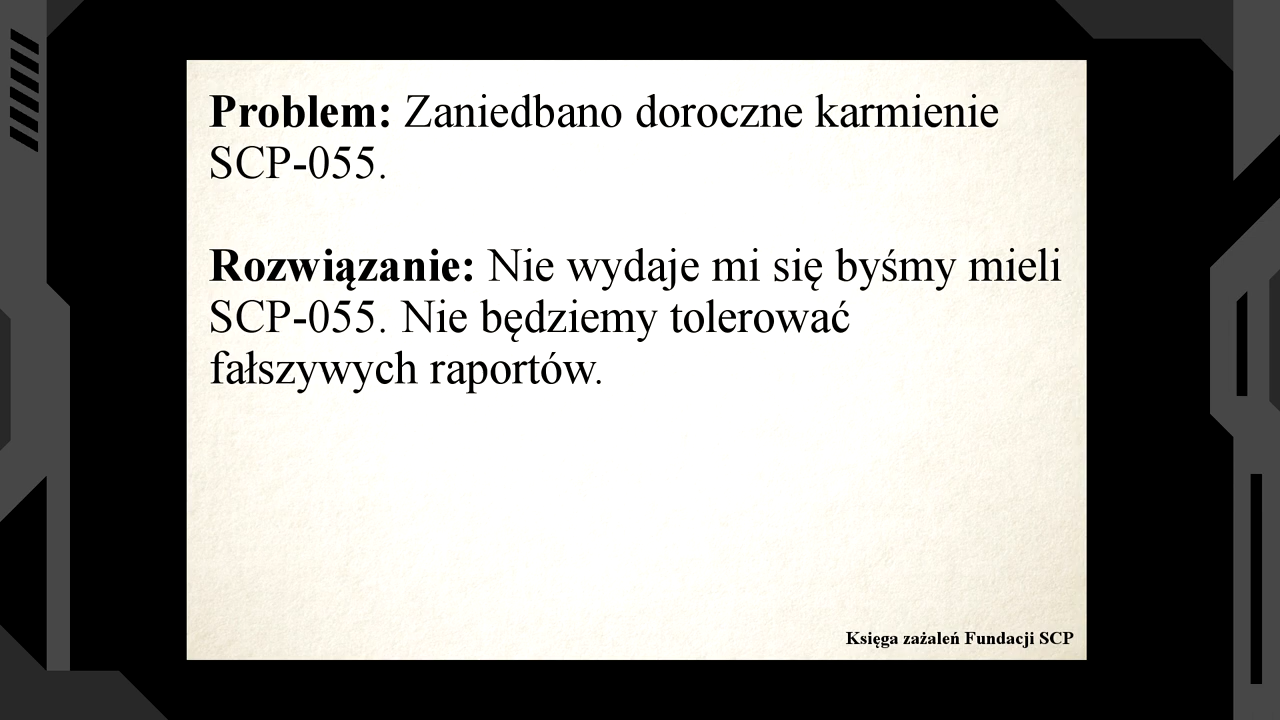 Problem: Zaniedbano doroczne karmienie
SCP-055.
Rozwiązanie: Nie wydaje mi się byśmy mieli
SCP-055. Nie będziemy tolerować
fałszywych raportów.
Księga zażaleń Fundacji SCP